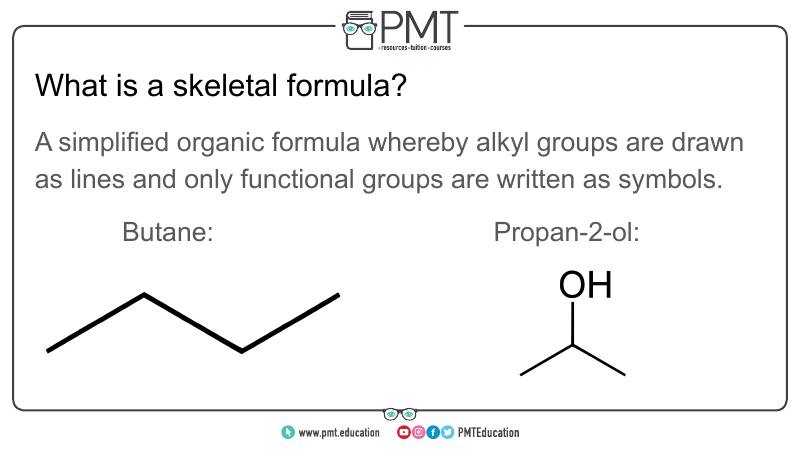 PMT
•resources•tuition•courses
What is a skeletal formula?
A simplified organic formula whereby alkyl groups are drawn
as lines and only functional groups are written as symbols.
Butane:
Propan-2-ol:
OH
www.pmt.education
PMTEducation